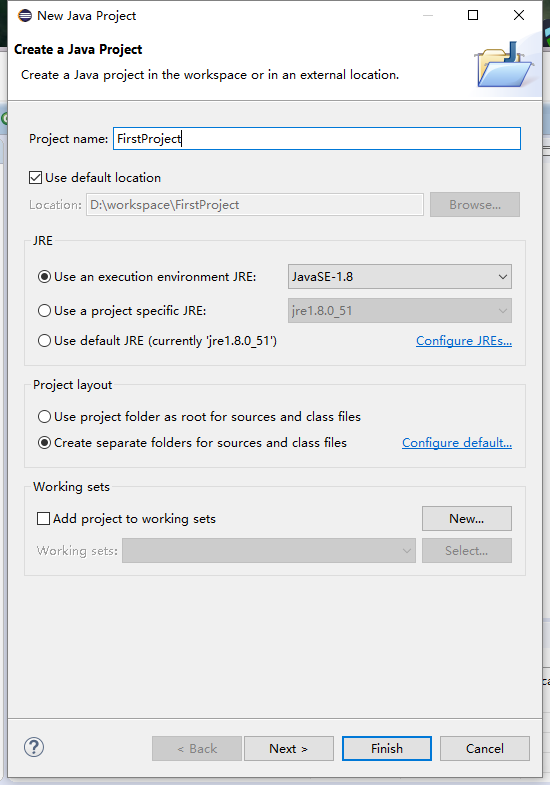 New Java Project
Create a Java Project
Create a Java project in the workspace or in an external location.
Project name: FirstProject
Use default location
Location: D:\workspace\FirstProject Browse...
JRE
Use an execution environment JRE: JavaSE-1.8
Use a project specific JRE: jre1.8.0_51
Use default JRE (currently 'jre1.8.0_51') Configure JREs...
Project layout
Use project folder as root for sources and class files
Create separate folders for sources and class files Configure default...
Working sets
Add project to working sets New...
Working sets: Select...
? < Back Next > Finish Cancel